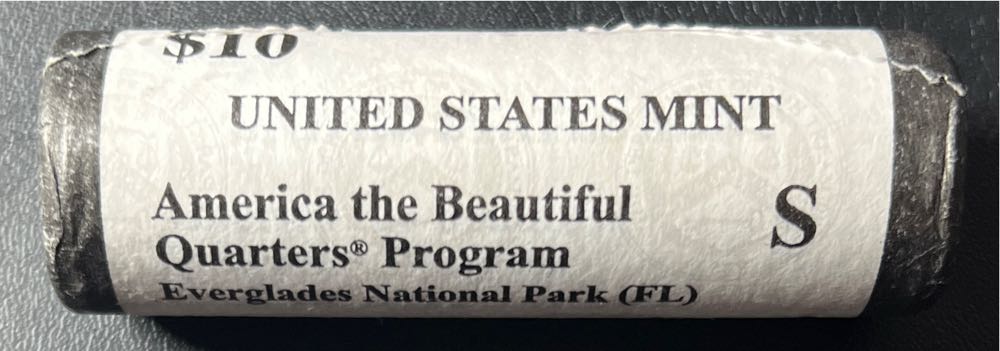 $10
UNITED STATES MINT
America the Beautiful
Quarters® Program
S
Everglades National Park (FL)